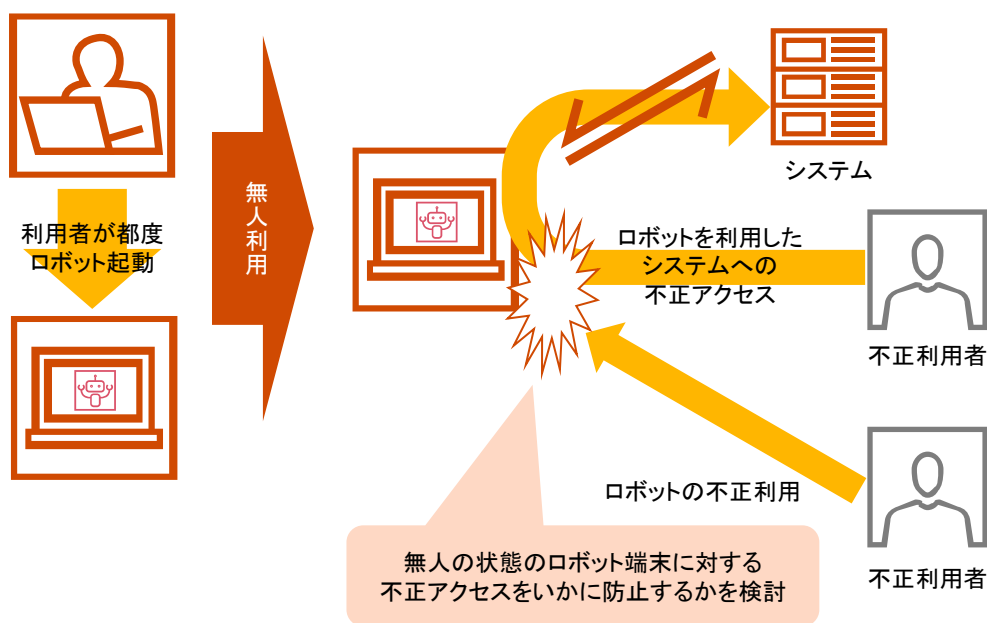 利用者が都度
ロボット起動
無人利用
システム
ロボットを利用した
システムへの
不正アクセス
不正利用者
ロボットの不正利用
不正利用者
無人の状態のロボット端末に対する
不正アクセスをいかに防止するかを検討